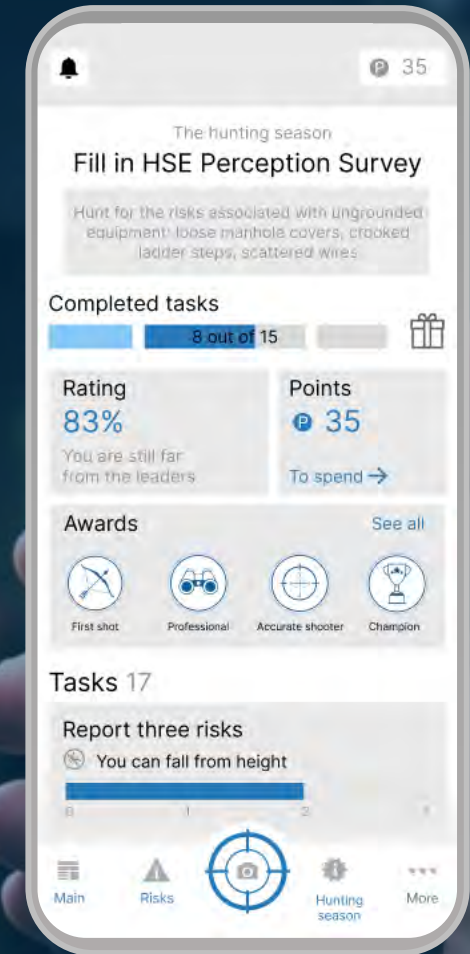 35
The hunting season
Fill in HSE Perception Survey
Hunt for the risks associated with ungrounded
equipment: loose manhole covers, crooked
ladder steps, scattered wires
Completed tasks
8 out of 15
Rating
83%
You are still far
from the leaders
Points
35
To spend →
Awards
See all
First shot
Professional
Accurate shooter
Champion
Tasks 17
Report three risks
You can fall from height
0 1 2
Main
Risks
Hunting
season
More